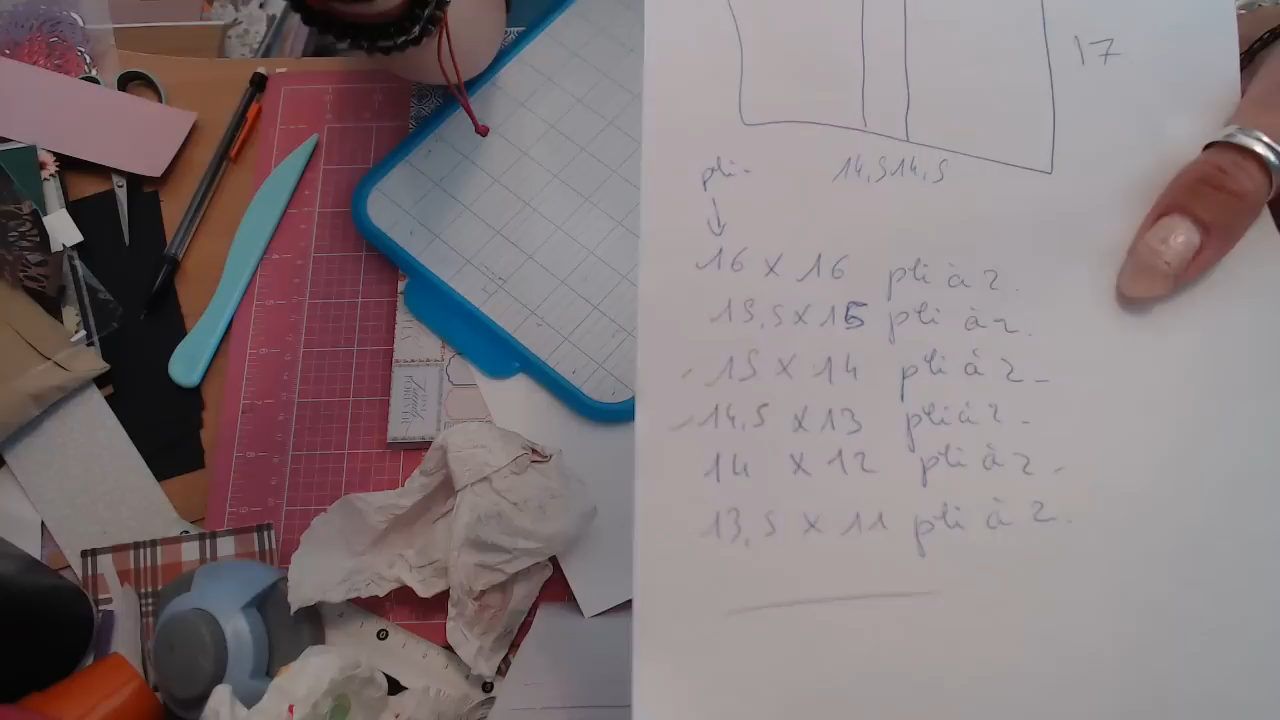 17
pli-
14,5 14,5
16 x 16 pli à 2.
15,5 x 15 pli à 2.
15 x 14 pli à 2-
14,5 x 13 pli à 2-
14 x 12 pli à 2-
13,5 x 11 pli à 2.